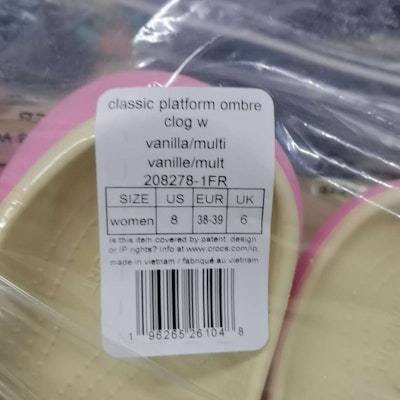 classic platform ombre
clog w
vanilla/multi
vanille/mult
208278-1FR
SIZE US EUR UK
women 8 38-39 6
Is this item covered by patent, design
or IP rights? Info at www.crocs.com/ip.
made in vietnam / fabriqué au vietnam
1 96265 26104 8